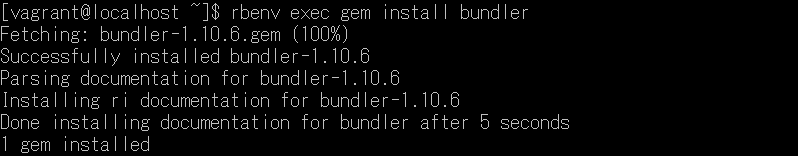 [vagrant@localhost ~]$ rbenv exec gem install bundler
Fetching: bundler-1.10.6.gem (100%)
Successfully installed bundler-1.10.6
Parsing documentation for bundler-1.10.6
Installing ri documentation for bundler-1.10.6
Done installing documentation for bundler after 5 seconds
1 gem installed